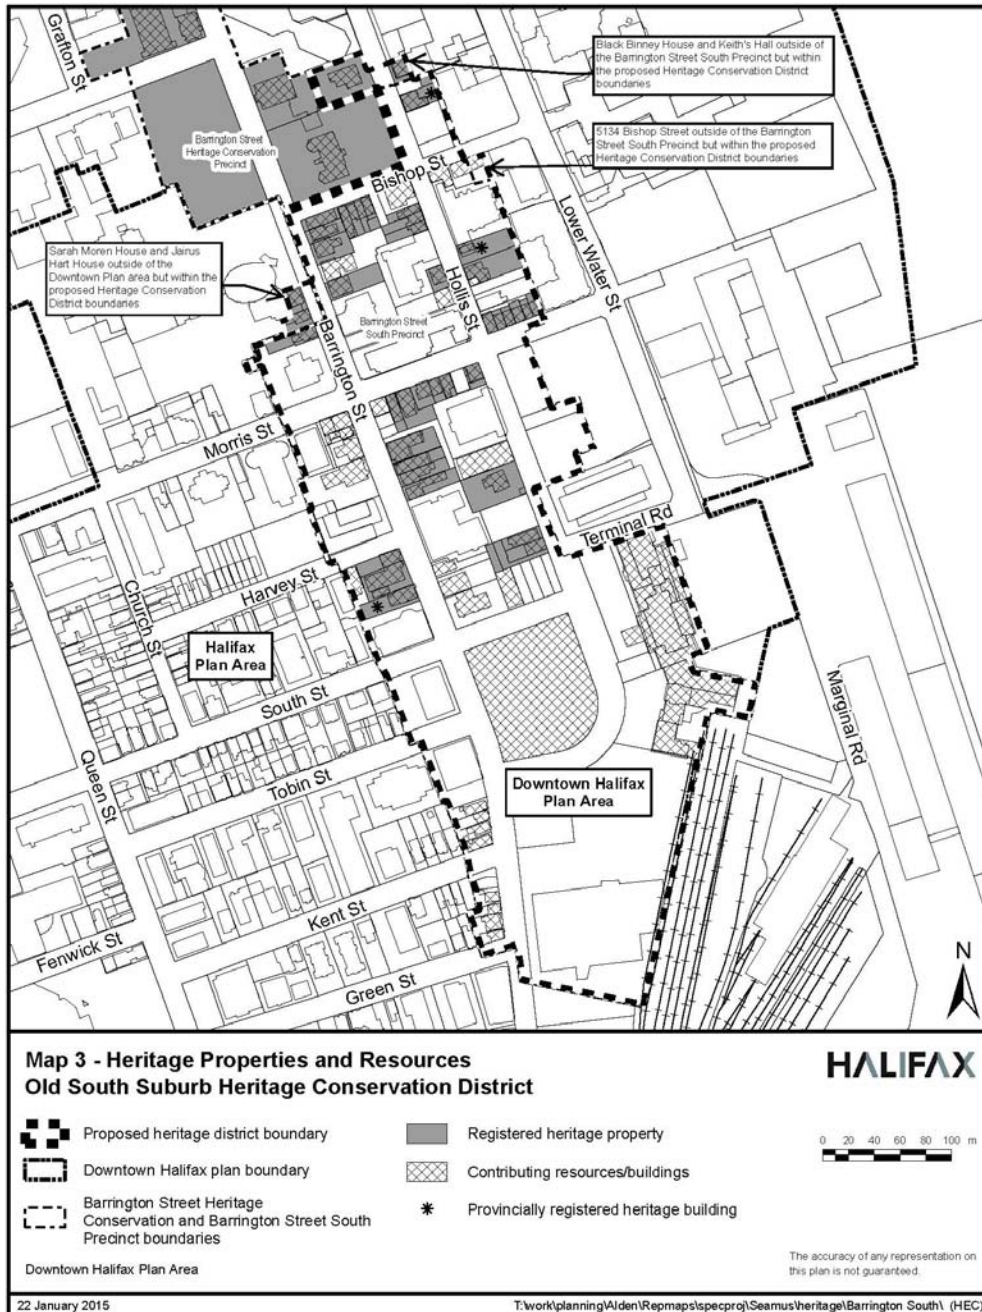 Grafton St
Black Binney House and Keith's Hall outside of
the Barrington Street South Precinct but within
the proposed Heritage Conservation District
boundaries
5134 Bishop Street outside of the Barrington
Street South Precinct but within the proposed
Heritage Conservation District boundaries
Barrington Street
Heritage Conservation
Precinct
Bishop St
Lower Water St
Sarah Moren House and Jairus
Hart House outside of the
Downtown Plan area but within the
proposed Heritage Conservation
District boundaries
Hollis St
Barrington Street
South Precinct
Barrington St
Morris St
Terminal Rd
Harvey St
Church St
Halifax
Plan Area
South St
Marginal Rd
Queen St
Tobin St
Downtown Halifax
Plan Area
Kent St
Fenwick St
Green St
N
Map 3 - Heritage Properties and Resources
Old South Suburb Heritage Conservation District
HALIFAX
Proposed heritage district boundary
Downtown Halifax plan boundary
Barrington Street Heritage
Conservation and Barrington Street South
Precinct boundaries
Downtown Halifax Plan Area
Registered heritage property
Contributing resources/buildings
Provincially registered heritage building
0 20 40 60 80 100 m
The accuracy of any representation on
this plan is not guaranteed.
22 January 2015
T:\work\planning\Alden\Repmaps\specproj\Seamus\heritage\Barrington South\ (HEC)